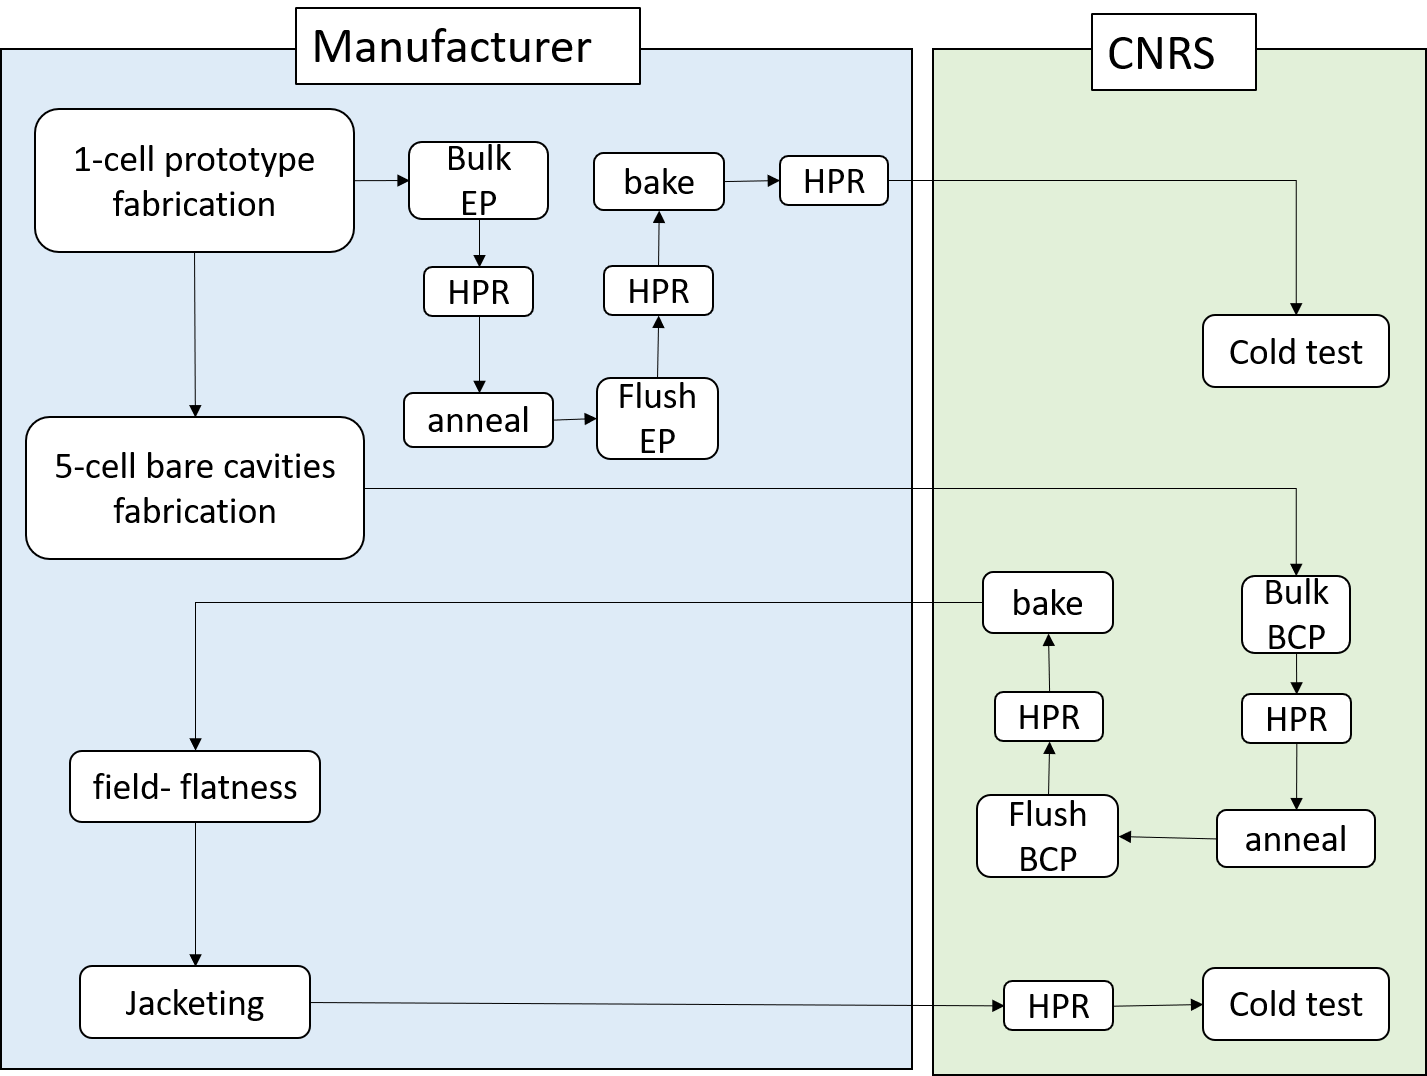 Manufacturer
CNRS
1-cell prototype
fabrication
Bulk
EP
HPR
anneal
Flush
EP
HPR
bake
HPR
Cold test
5-cell bare cavities
fabrication
Bulk
BCP
HPR
anneal
Flush
BCP
HPR
bake
field- flatness
Jacketing
HPR
Cold test